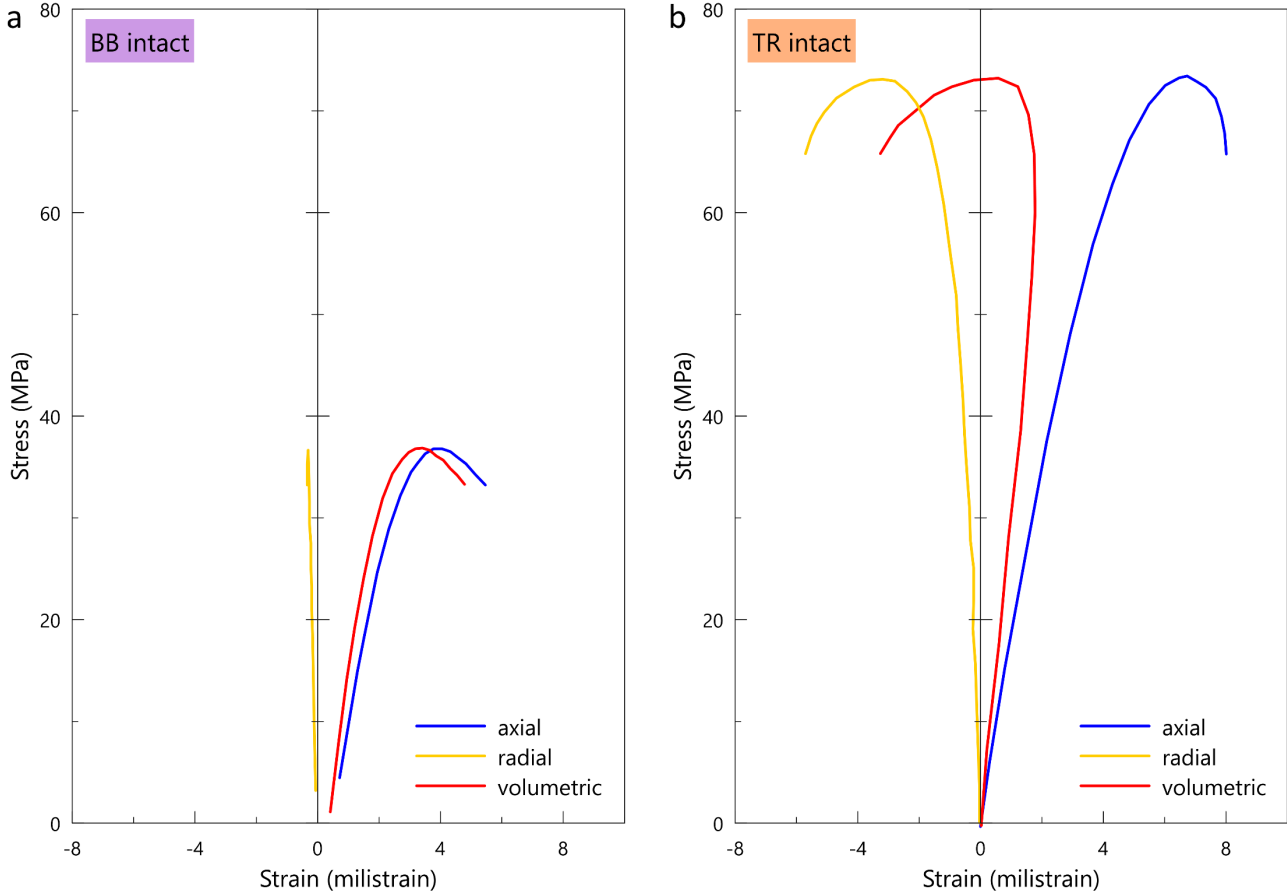 a
BB intact
80
60
40
20
0
Stress (MPa)
axial
radial
volumetric
-8
-4
0
4
8
Strain (milistrain)
b
TR intact
80
60
40
20
0
Stress (MPa)
axial
radial
volumetric
-8
-4
0
4
8
Strain (milistrain)